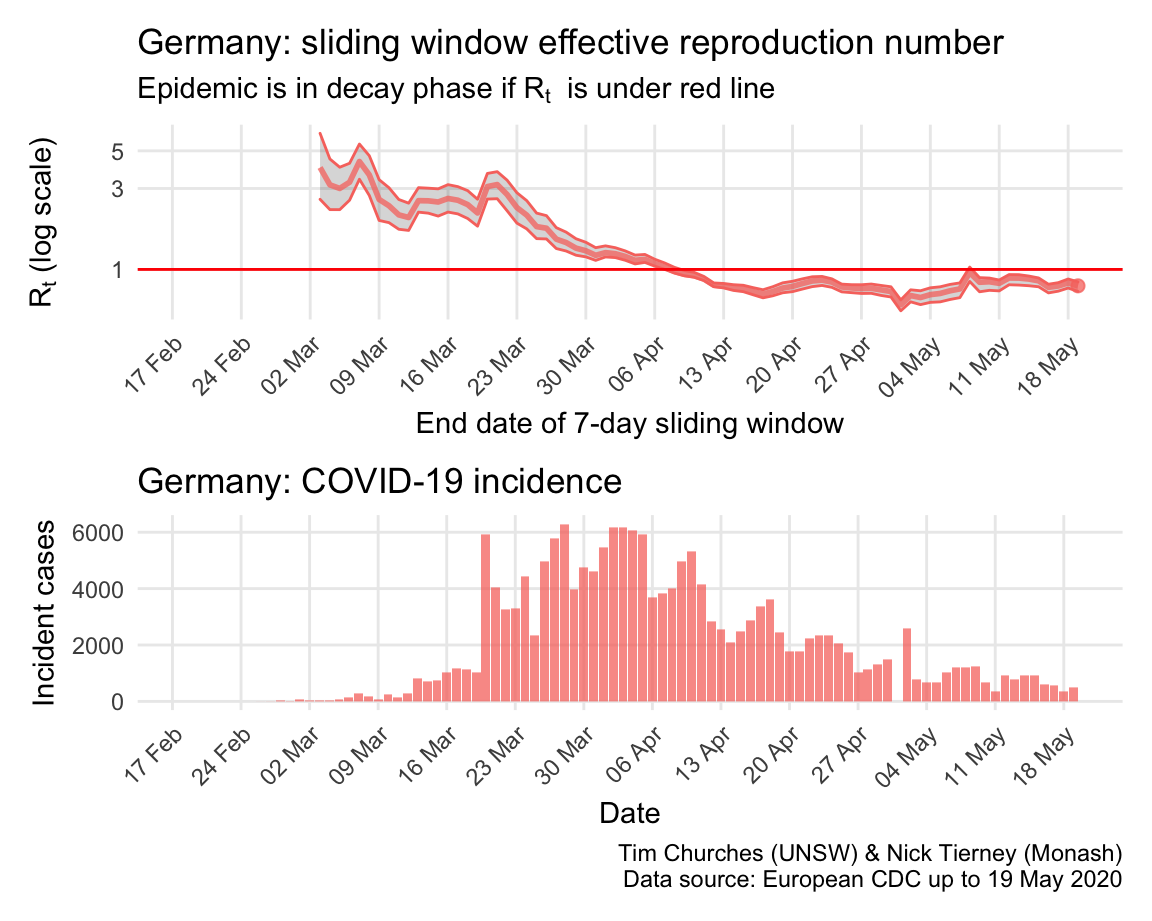 Germany: sliding window effective reproduction number
Epidemic is in decay phase if Rt is under red line
Rt (log scale)
5
3
1
17 Feb
24 Feb
02 Mar
09 Mar
16 Mar
23 Mar
30 Mar
06 Apr
13 Apr
20 Apr
27 Apr
04 May
11 May
18 May
End date of 7-day sliding window
Germany: COVID-19 incidence
Incident cases
6000
4000
2000
0
17 Feb
24 Feb
02 Mar
09 Mar
16 Mar
23 Mar
30 Mar
06 Apr
13 Apr
20 Apr
27 Apr
04 May
11 May
18 May
Date
Tim Churches (UNSW) & Nick Tierney (Monash)
Data source: European CDC up to 19 May 2020